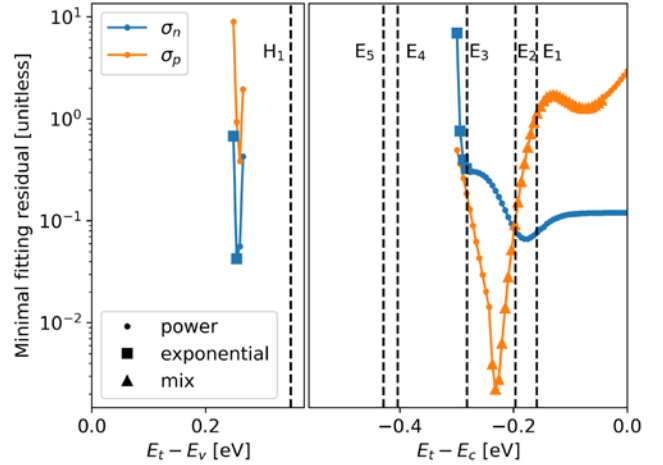 Minimal fitting residual [unitless]
10¹
10⁰
10⁻¹
10⁻²
σₙ
σₚ
H₁
E₅
E₄
E₃
E₂
E₁
power
exponential
mix
0.0
0.2
−0.4
−0.2
0.0
Eₜ − Eᵥ [eV]
Eₜ − E_c [eV]